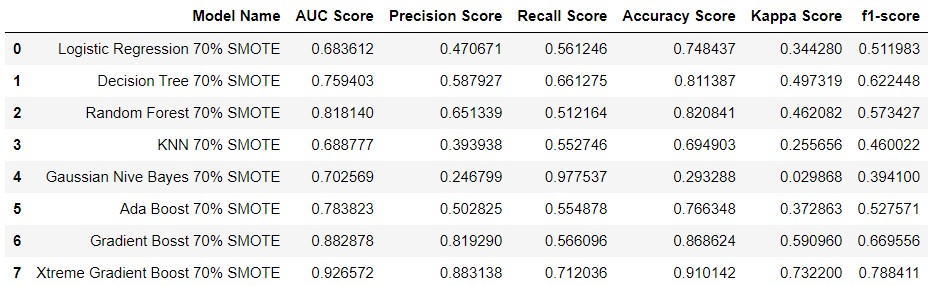 Model Name AUC Score Precision Score Recall Score Accuracy Score Kappa Score f1-score
0 Logistic Regression 70% SMOTE 0.683612 0.470671 0.561246 0.748437 0.344280 0.511983
1 Decision Tree 70% SMOTE 0.759403 0.587927 0.661275 0.811387 0.497319 0.622448
2 Random Forest 70% SMOTE 0.818140 0.651339 0.512164 0.820841 0.462082 0.573427
3 KNN 70% SMOTE 0.688777 0.393938 0.552746 0.694903 0.255656 0.460022
4 Gaussian Nive Bayes 70% SMOTE 0.702569 0.246799 0.977537 0.293288 0.029868 0.394100
5 Ada Boost 70% SMOTE 0.783823 0.502825 0.554878 0.766348 0.372863 0.527571
6 Gradient Bosst 70% SMOTE 0.882878 0.819290 0.566096 0.868624 0.590960 0.669556
7 Xtreme Gradient Boost 70% SMOTE 0.926572 0.883138 0.712036 0.910142 0.732200 0.788411